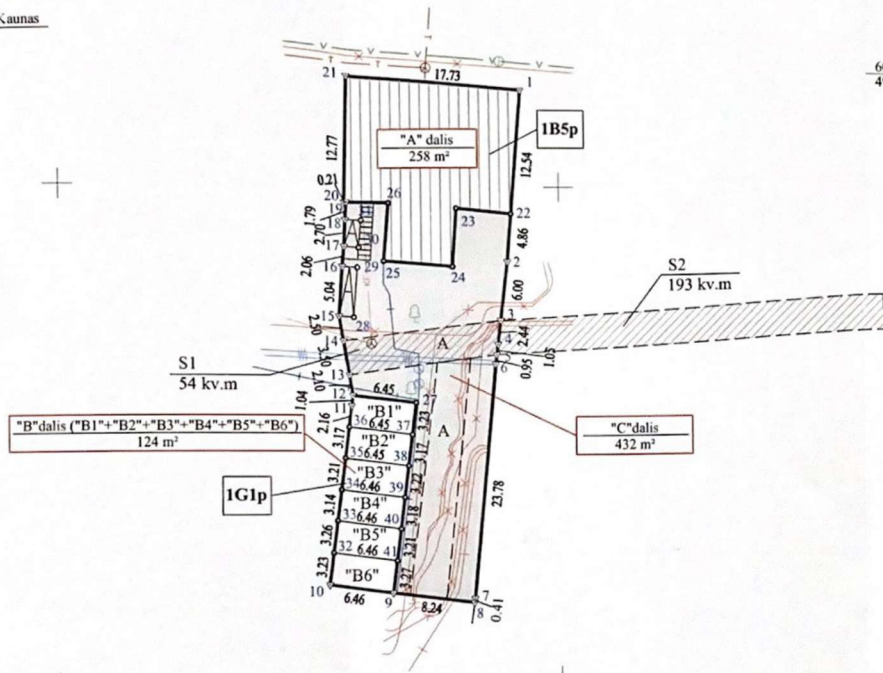 Kaunas
v v v v v
т т
21 17.73 1
1B5p
"A" dalis
258 m²
12.77
12.54
0.21
20 26
19 23 22
1.79
18 31
4.86
2.70
17 30
2
2.06 25
16 29 24
S2
193 kv.m
6.00
5.04
15 28 3
2.50 2.44
14 A 4
S1
54 kv.m
1.05
0.95
6
13
2.10 6.45
12 27
1.04
11 "B1" 3.23
2.16 36 6.45 37
"B"dalis ("B1"+"B2"+"B3"+"B4"+"B5"+"B6")
124 m²
"C"dalis
432 m²
A
3.17 "B2" 3.17
35 6.45 38
3.21 "B3" 3.22
34 6.46 39
1G1p
23.78
3.14 "B4" 3.18
33 6.46 40
3.26 "B5" 3.21
32 6.46 41
3.23 "B6" 3.27
10 6.46 9 8.24 7
8 0.41